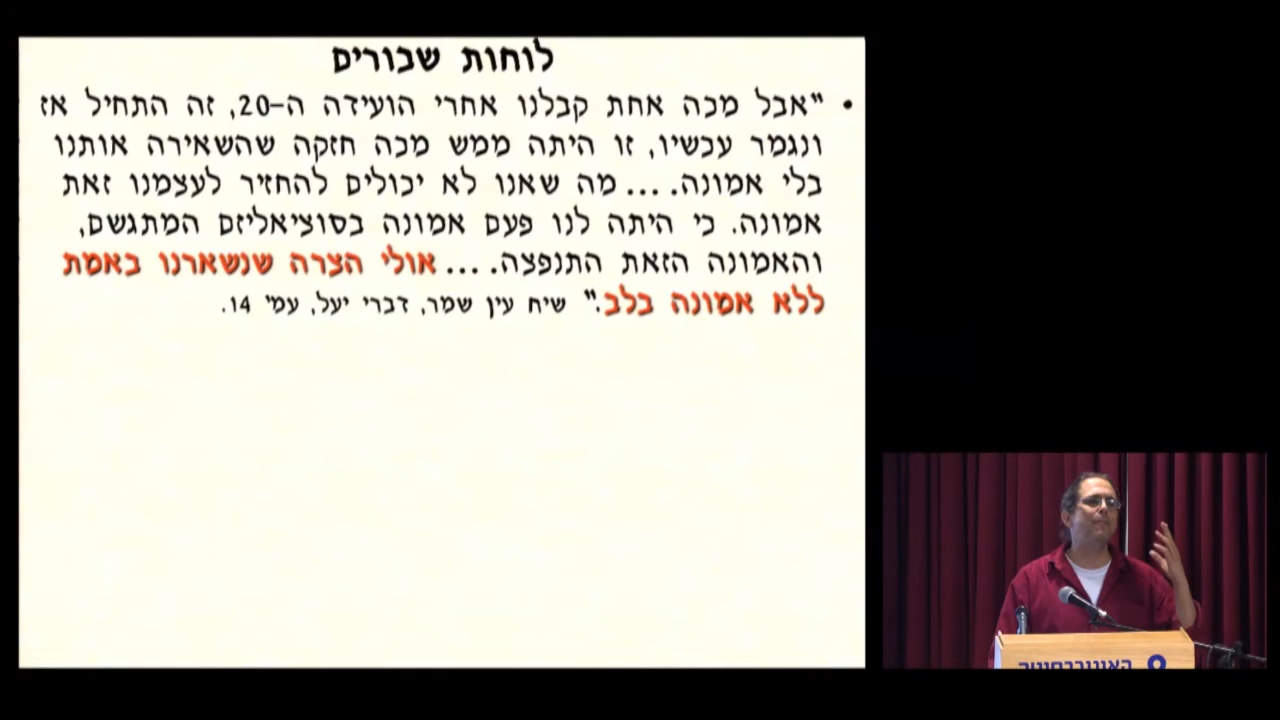 לוחות שבורים
• "אבל מכה אחת קבלנו אחרי הועידה ה-20, זה התחיל אז
ונגמר עכשיו, זו היתה ממש מכה חזקה שהשאירה אותנו
בלי אמונה. ... מה שאנו לא יכולים להחזיר לעצמנו זאת
אמונה. כי היתה לנו פעם אמונה בסוציאליזם המתגשם,
והאמונה הזאת התנפצה. ... אולי הצרה שנשארנו באמת
ללא אמונה בלב." שיח עין שמר, דברי יעל, עמ' 14.